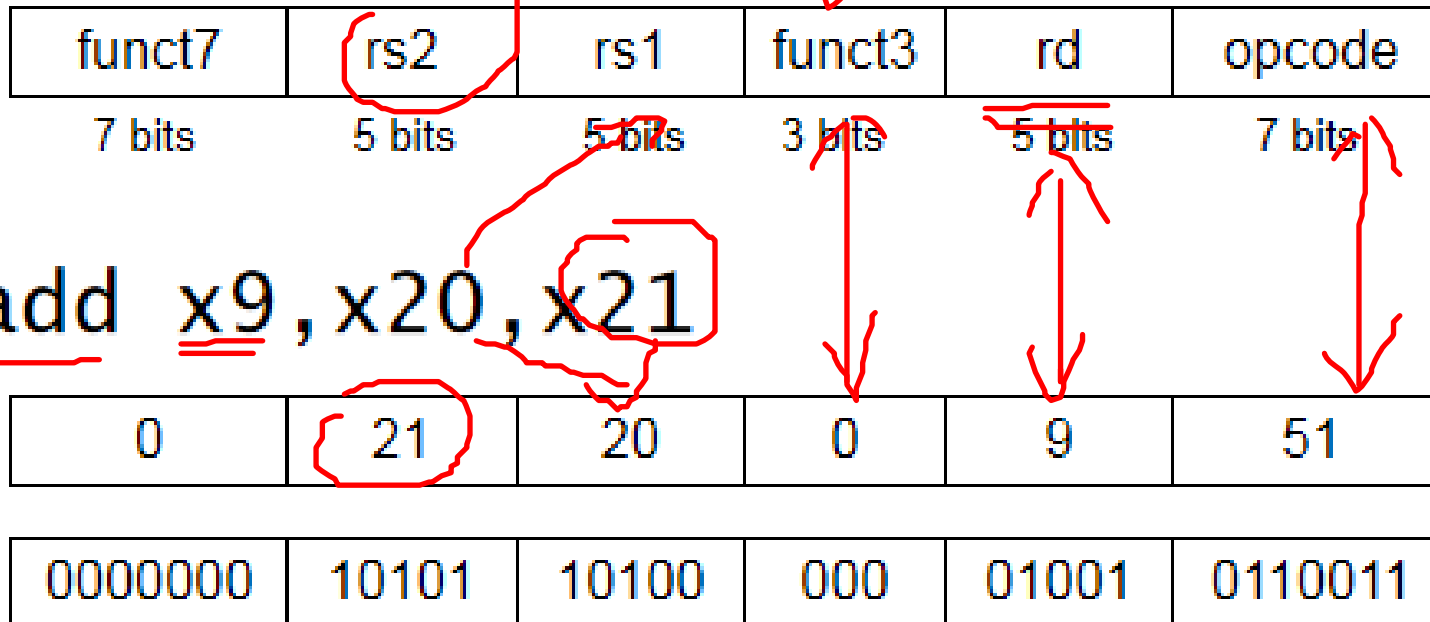 funct7 rs2 rs1 funct3 rd opcode
7 bits 5 bits 5 bits 3 bits 5 bits 7 bits
add x9,x20,x21
0 21 20 0 9 51
0000000 10101 10100 000 01001 0110011